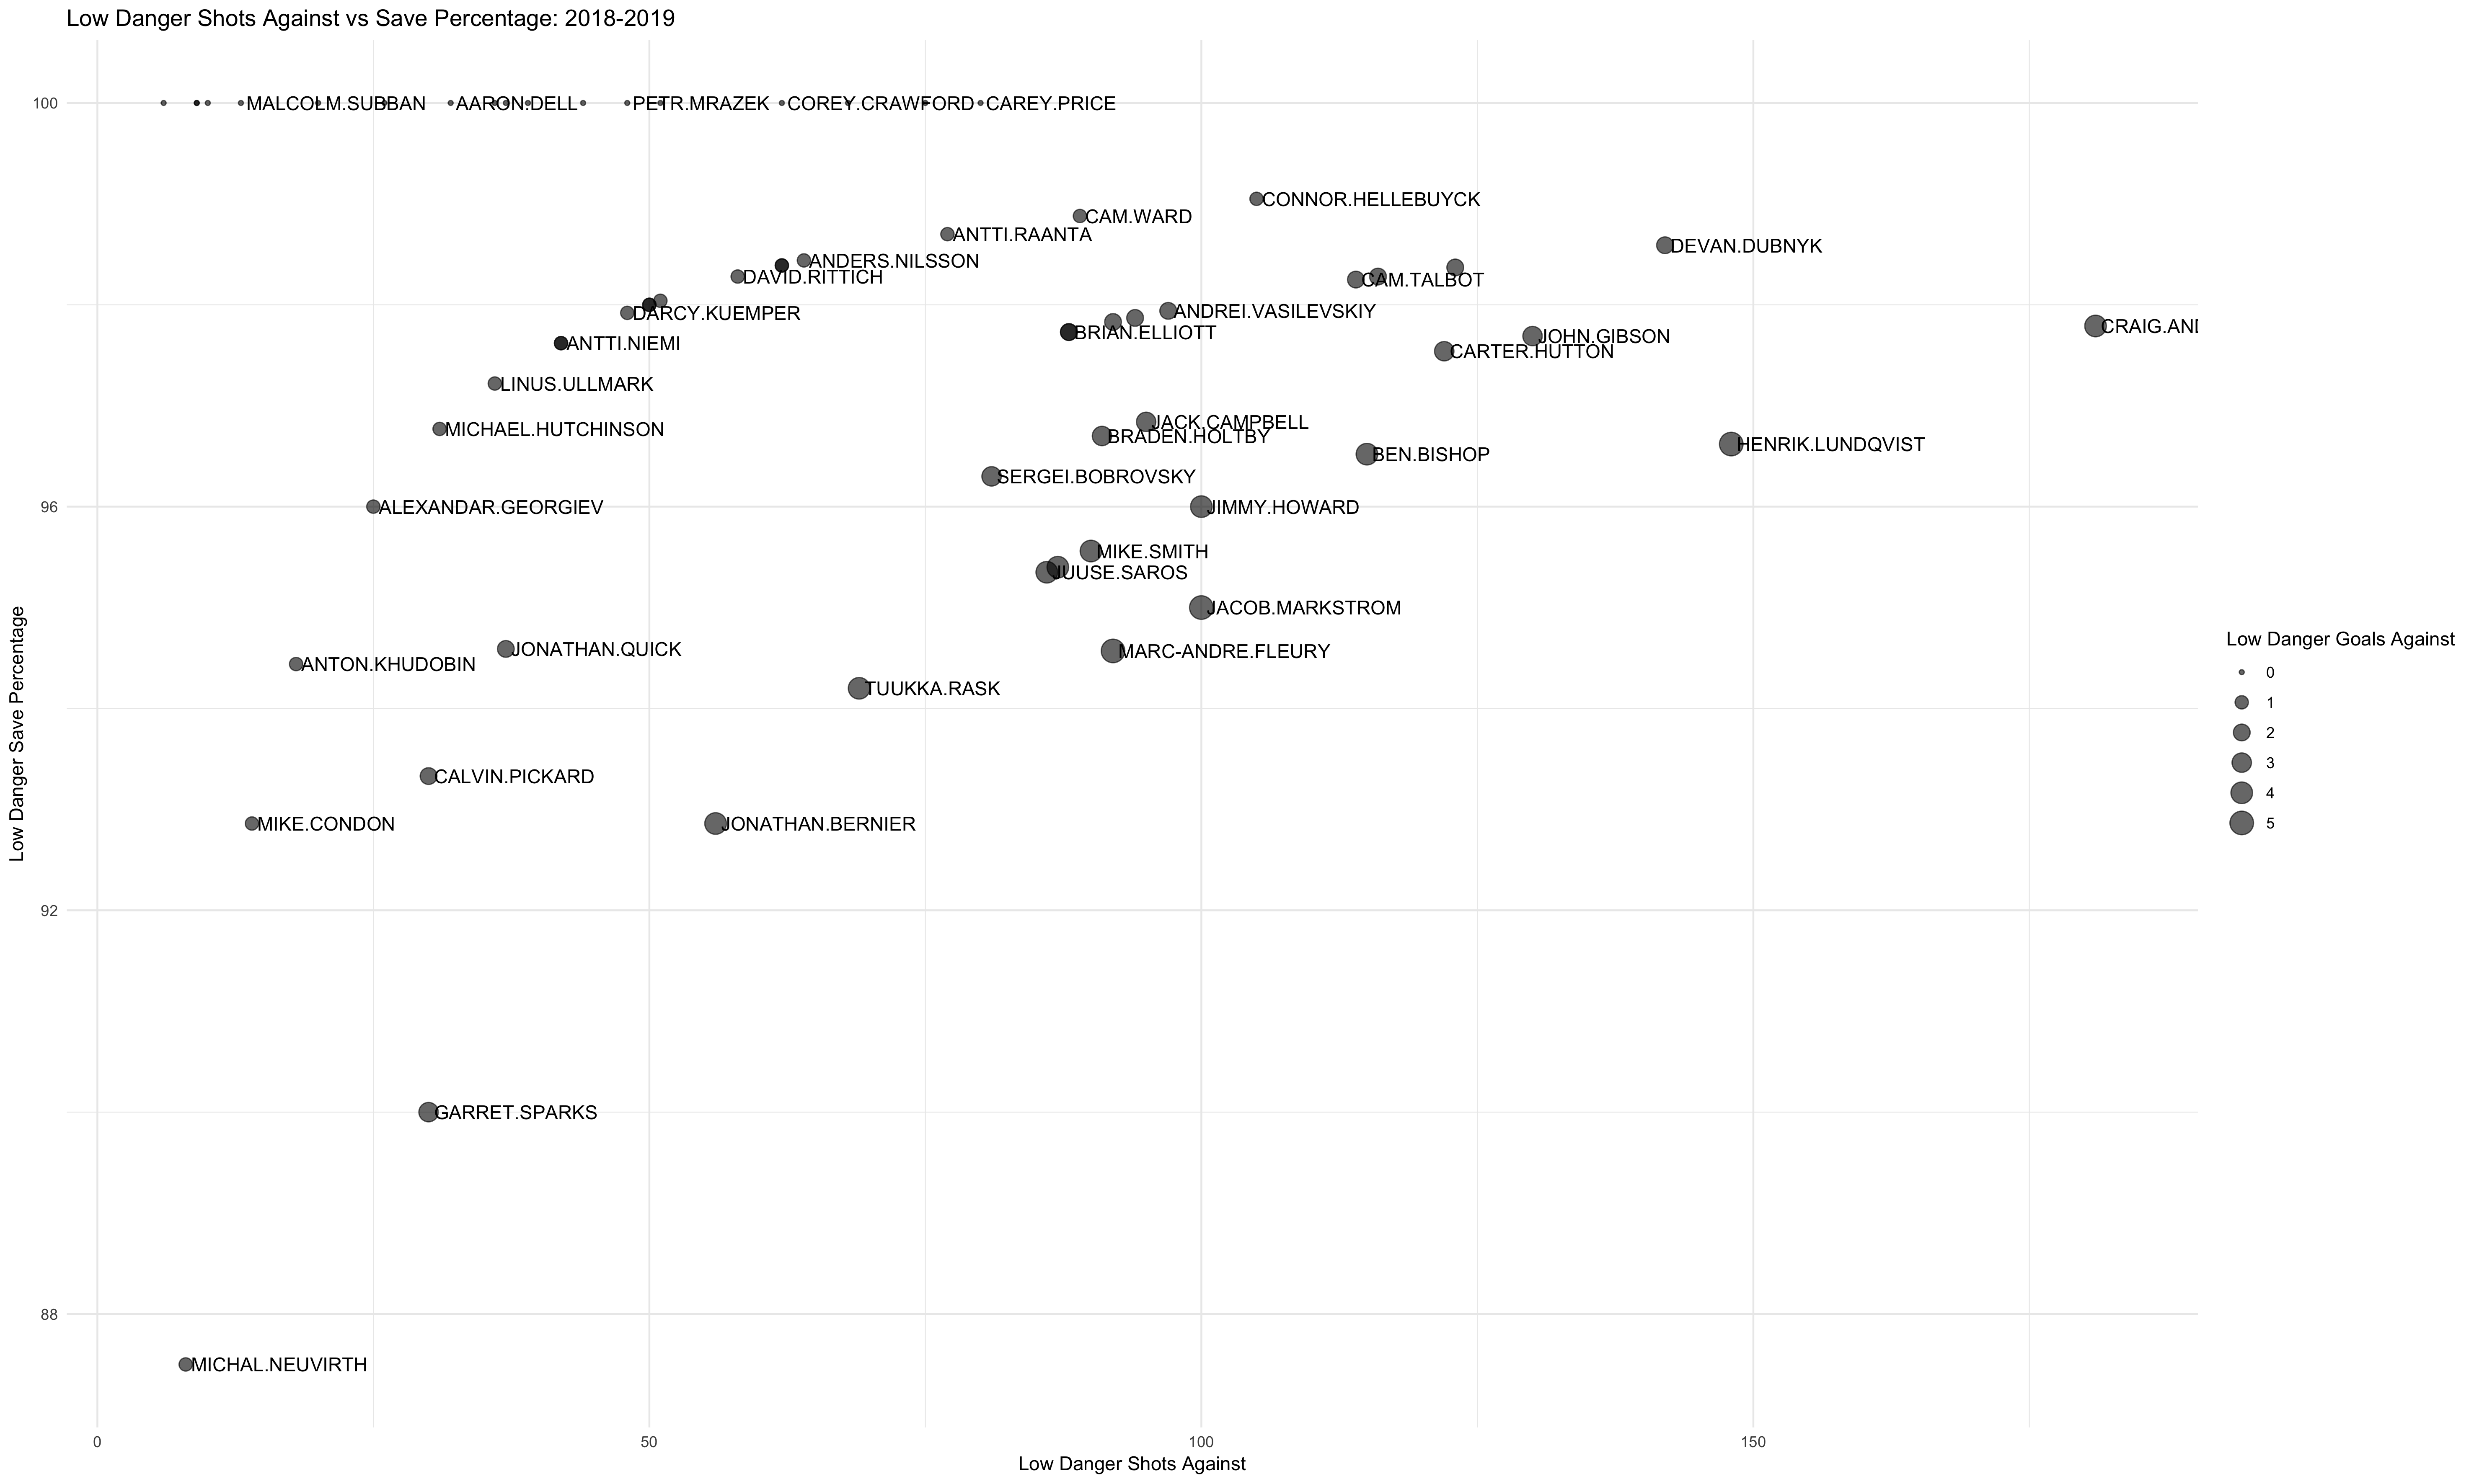 Low Danger Shots Against vs Save Percentage: 2018-2019
100
MALCOLM.SUBBAN AARON.DELL PETR.MRAZEK COREY.CRAWFORD CAREY.PRICE
CONNOR.HELLEBUYCK
CAM.WARD
ANTTI.RAANTA
DEVAN.DUBNYK
ANDERS.NILSSON
DAVID.RITTICH
CAM.TALBOT
ANDREI.VASILEVSKIY
DARCY.KUEMPER
CRAIG.AND
BRIAN.ELLIOTT
JOHN.GIBSON
ANTTI.NIEMI
CARTER.HUTTON
LINUS.ULLMARK
JACK.CAMPBELL
MICHAEL.HUTCHINSON
BRADEN.HOLTBY
HENRIK.LUNDQVIST
BEN.BISHOP
SERGEI.BOBROVSKY
96
ALEXANDAR.GEORGIEV
JIMMY.HOWARD
MIKE.SMITH
JUUSE.SAROS
JACOB.MARKSTROM
JONATHAN.QUICK
MARC-ANDRE.FLEURY
ANTON.KHUDOBIN
TUUKKA.RASK
CALVIN.PICKARD
MIKE.CONDON
JONATHAN.BERNIER
92
GARRET.SPARKS
88
MICHAL.NEUVIRTH
Low Danger Save Percentage
0 50 100 150
Low Danger Shots Against
Low Danger Goals Against
0
1
2
3
4
5